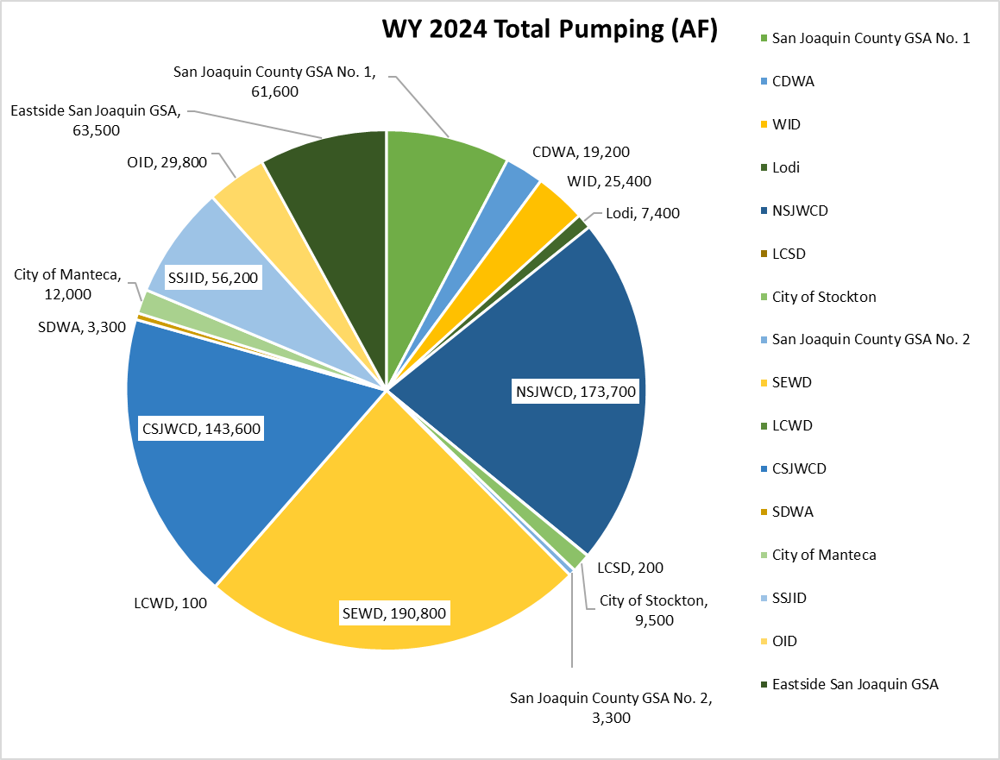 WY 2024 Total Pumping (AF)
San Joaquin County GSA No. 1,
61,600
Eastside San Joaquin GSA,
63,500
OID, 29,800
CDWA, 19,200
WID, 25,400
Lodi, 7,400
City of Manteca,
12,000
SSJID, 56,200
SDWA, 3,300
NSJWCD, 173,700
CSJWCD, 143,600
LCSD, 200
LCWD, 100
City of Stockton,
9,500
SEWD, 190,800
San Joaquin County GSA No. 2,
3,300
San Joaquin County GSA No. 1
CDWA
WID
Lodi
NSJWCD
LCSD
City of Stockton
San Joaquin County GSA No. 2
SEWD
LCWD
CSJWCD
SDWA
City of Manteca
SSJID
OID
Eastside San Joaquin GSA